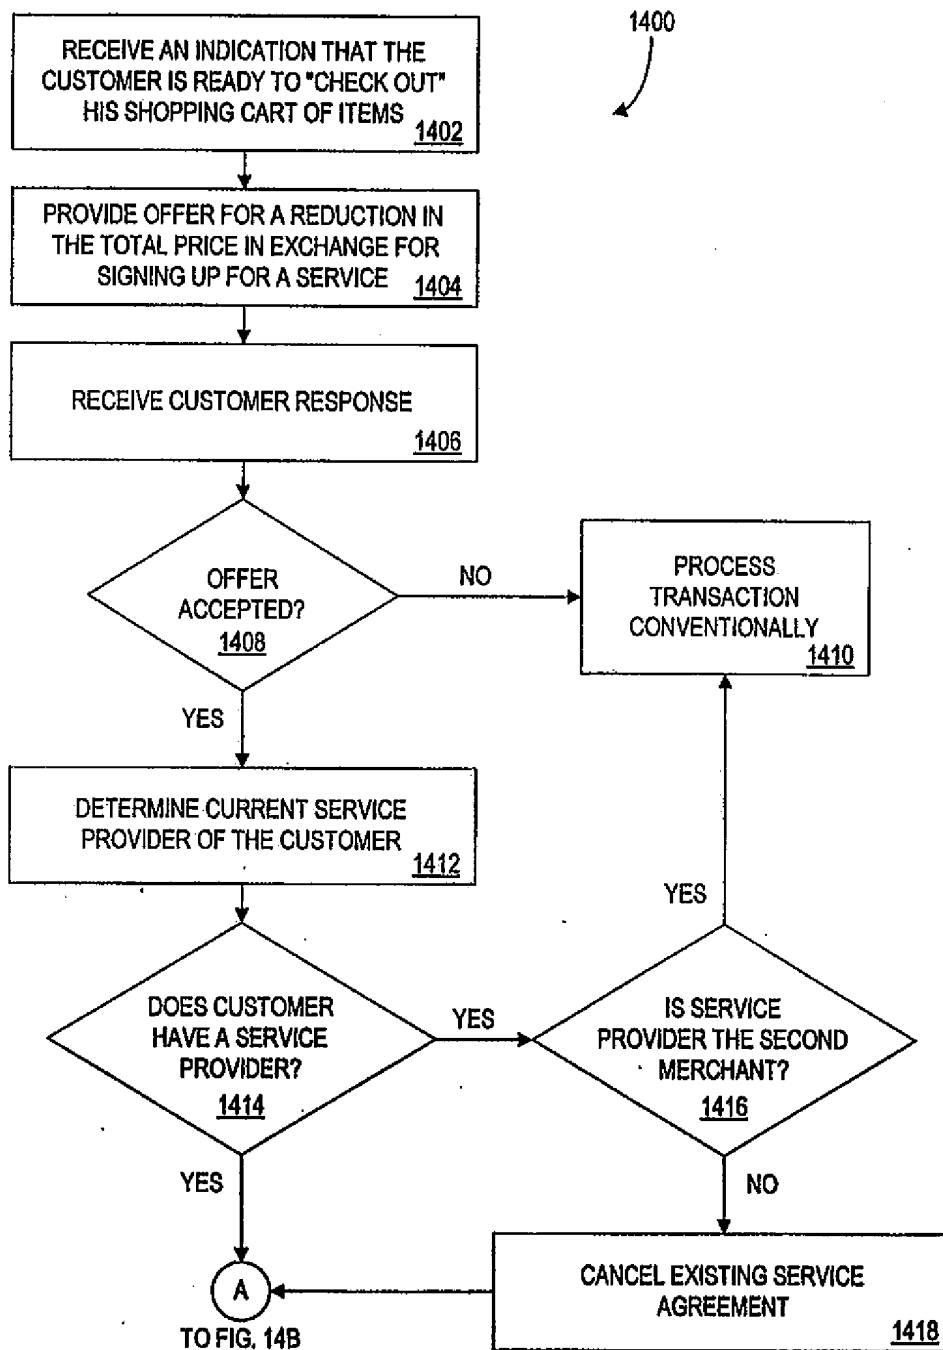 1400
RECEIVE AN INDICATION THAT THE
CUSTOMER IS READY TO "CHECK OUT"
HIS SHOPPING CART OF ITEMS
1402
PROVIDE OFFER FOR A REDUCTION IN
THE TOTAL PRICE IN EXCHANGE FOR
SIGNING UP FOR A SERVICE
1404
RECEIVE CUSTOMER RESPONSE
1406
OFFER
ACCEPTED?
1408
NO
PROCESS
TRANSACTION
CONVENTIONALLY
1410
YES
DETERMINE CURRENT SERVICE
PROVIDER OF THE CUSTOMER
1412
YES
DOES CUSTOMER
HAVE A SERVICE
PROVIDER?
1414
YES
IS SERVICE
PROVIDER THE SECOND
MERCHANT?
1416
YES
NO
CANCEL EXISTING SERVICE
AGREEMENT
1418
A
TO FIG. 14B